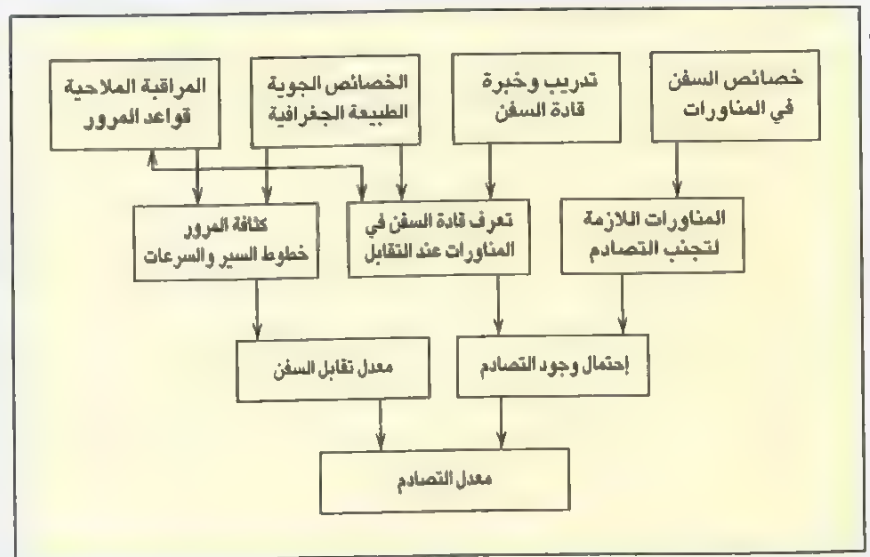 خصائص السفن
في المناورات
تدريب وخبرة
قادة السفن
الخصائص الجوية
الطبيعة الجغرافية
المراقبة الملاحية
قواعد المرور
المناورات اللازمة
لتجنب التصادم
تعرف قادة السفن في
المناورات عند التقابل
كثافة المرور
خطوط السير والسرعات
إحتمال وجود التصادم
معدل تقابل السفن
معدل التصادم